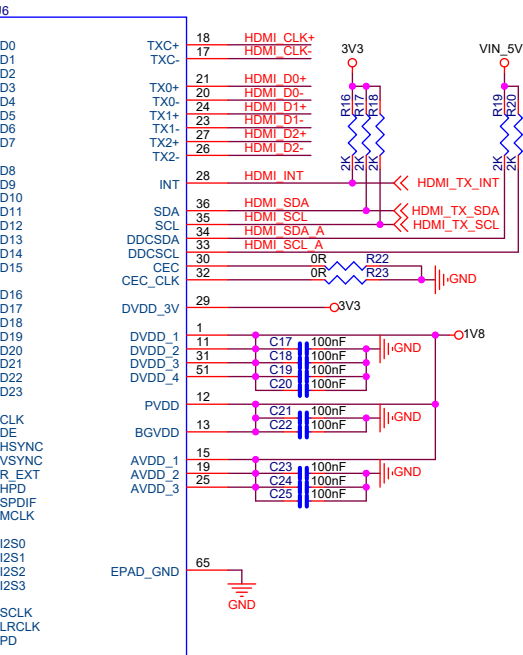 U6
D0
D1
D2
D3
D4
D5
D6
D7
D8
D9
D10
D11
D12
D13
D14
D15
D16
D17
D18
D19
D20
D21
D22
D23
CLK
DE
HSYNC
VSYNC
R_EXT
HPD
SPDIF
MCLK
I2S0
I2S1
I2S2
I2S3
SCLK
LRCLK
PD
TXC+ 18 HDMI_CLK+
TXC- 17 HDMI_CLK-
TX0+ 21 HDMI_D0+
TX0- 20 HDMI_D0-
TX1+ 24 HDMI_D1+
TX1- 23 HDMI_D1-
TX2+ 27 HDMI_D2+
TX2- 26 HDMI_D2-
INT 28 HDMI_INT
SDA 36 HDMI_SDA
SCL 35 HDMI_SCL
DDCSDA 34 HDMI_SDA_A
DDCSCL 33 HDMI_SCL_A
CEC 30 0R R22
CEC_CLK 32 0R R23
GND
DVDD_3V 29 3V3
DVDD_1 1
DVDD_2 11
DVDD_3 31
DVDD_4 51
C17 100nF
C18 100nF
C19 100nF
C20 100nF
GND
1V8
PVDD 12
BGVDD 13
C21 100nF
C22 100nF
GND
AVDD_1 15
AVDD_2 19
AVDD_3 25
C23 100nF
C24 100nF
C25 100nF
GND
EPAD_GND 65
GND
3V3
R16 2K
R17 2K
R18 2K
VIN_5V
R19 2K
R20 2K
HDMI_TX_INT
HDMI_TX_SDA
HDMI_TX_SCL